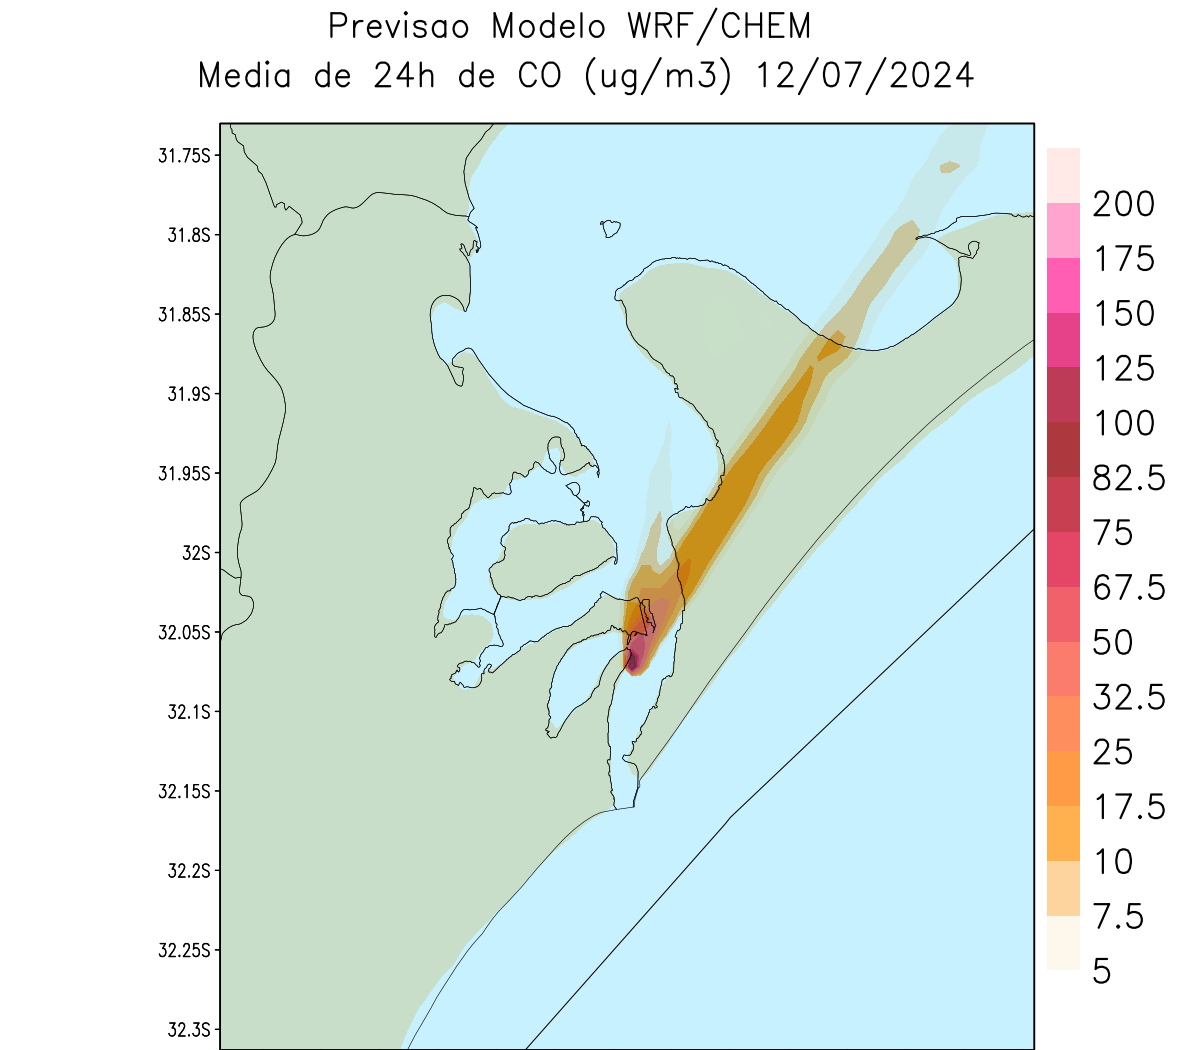 Previsao Modelo WRF/CHEM
Media de 24h de CO (ug/m3) 12/07/2024
31.75S
31.8S
31.85S
31.9S
31.95S
32S
32.05S
32.1S
32.15S
32.2S
32.25S
32.3S
200
175
150
125
100
82.5
75
67.5
50
32.5
25
17.5
10
7.5
5